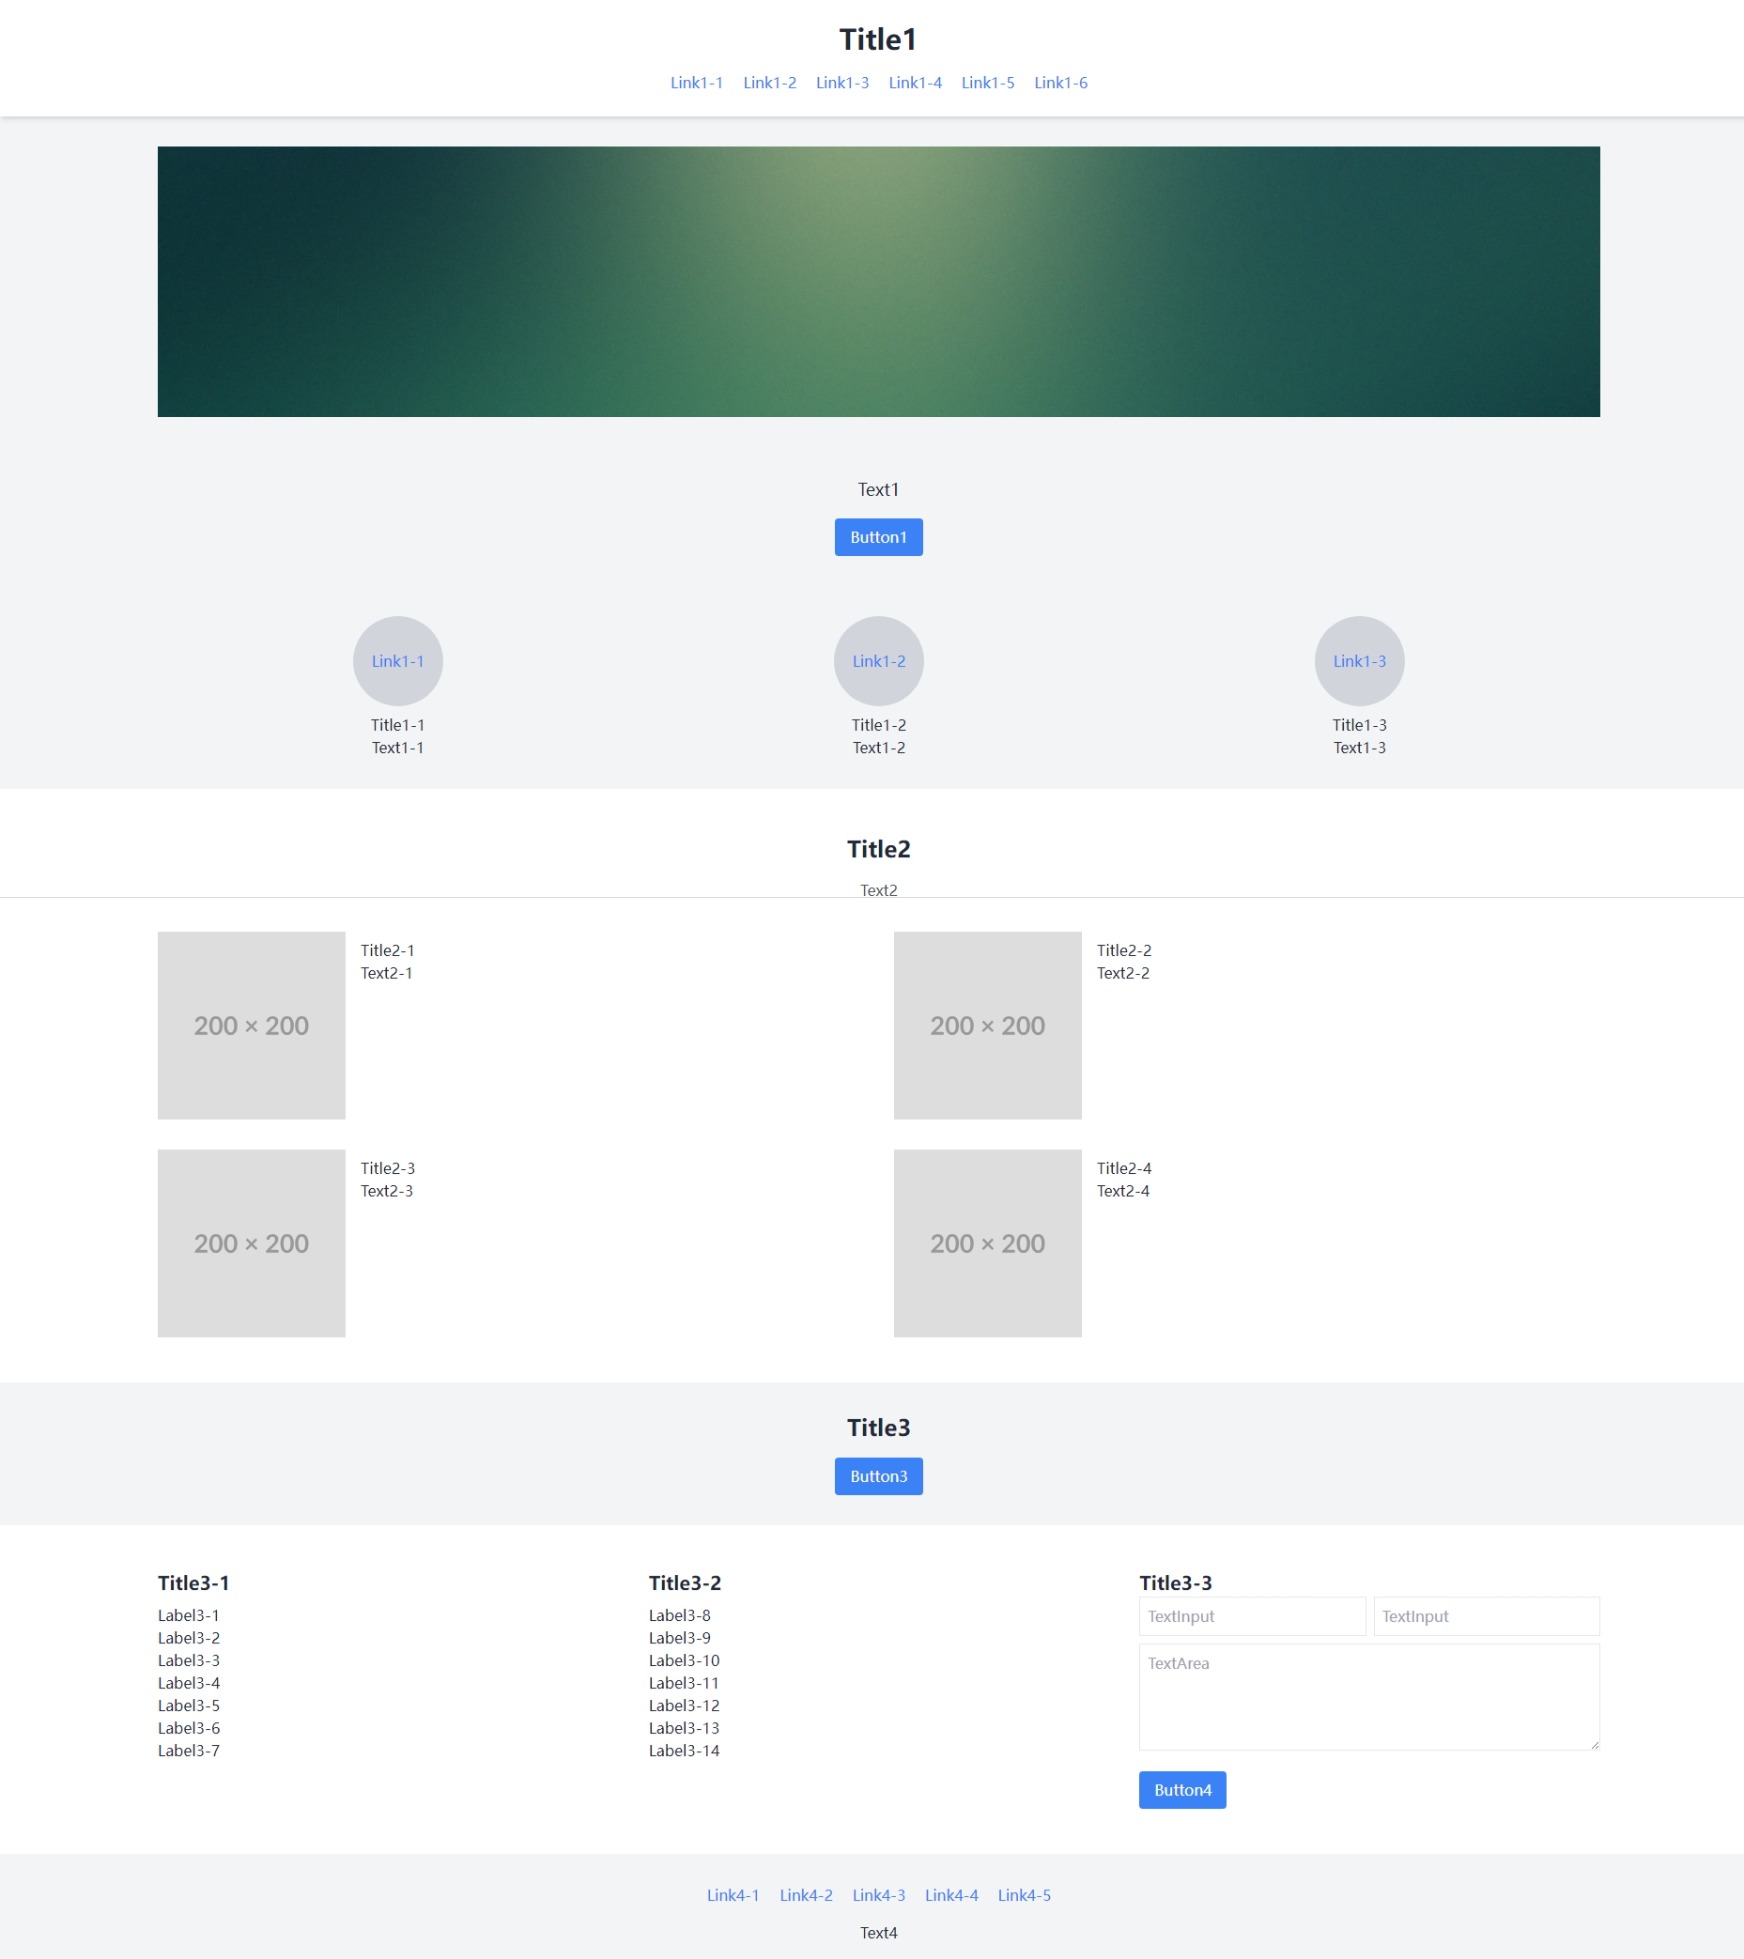 Title1
Link1-1 Link1-2 Link1-3 Link1-4 Link1-5 Link1-6
Text1
Button1
Link1-1
Title1-1
Text1-1
Link1-2
Title1-2
Text1-2
Link1-3
Title1-3
Text1-3
Title2
Text2
200 × 200
Title2-1
Text2-1
200 × 200
Title2-2
Text2-2
200 × 200
Title2-3
Text2-3
200 × 200
Title2-4
Text2-4
Title3
Button3
Title3-1
Label3-1
Label3-2
Label3-3
Label3-4
Label3-5
Label3-6
Label3-7
Title3-2
Label3-8
Label3-9
Label3-10
Label3-11
Label3-12
Label3-13
Label3-14
Title3-3
TextInput TextInput
TextArea
Button4
Link4-1 Link4-2 Link4-3 Link4-4 Link4-5
Text4